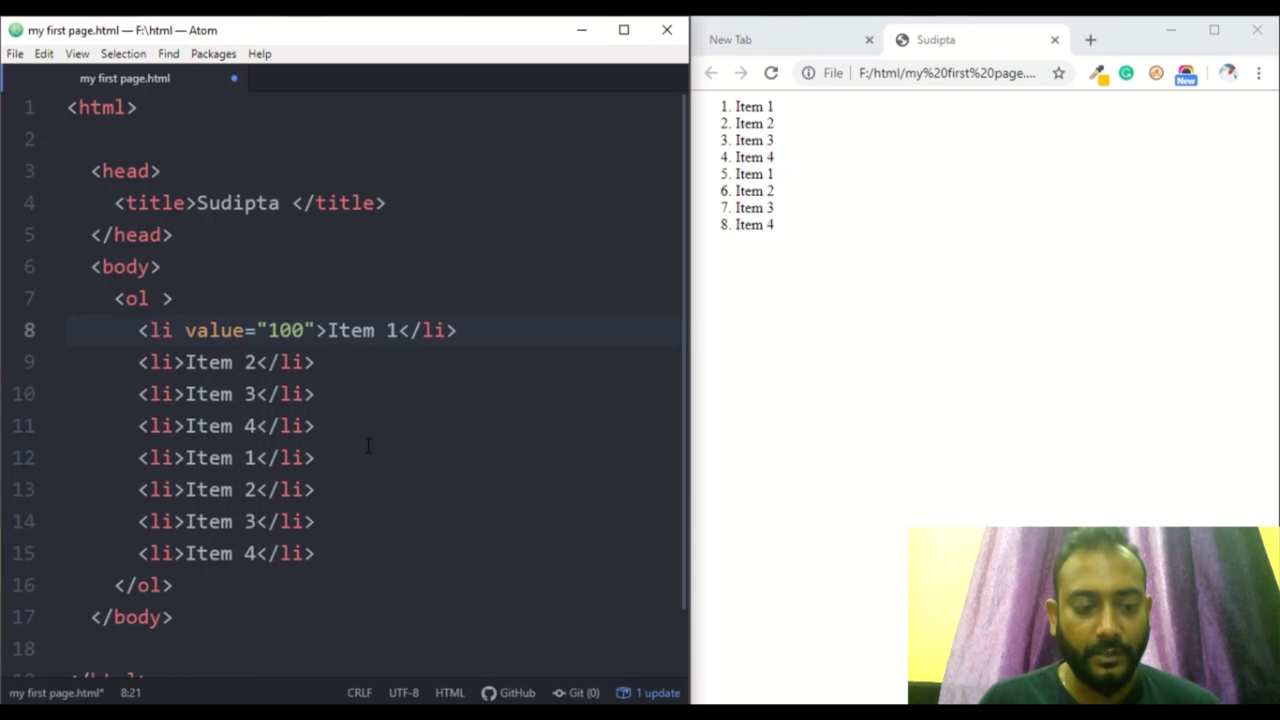 my first page.html — F:\html — Atom
File Edit View Selection Find Packages Help
my first page.html
1 <html>
2
3 <head>
4 <title>Sudipta </title>
5 </head>
6 <body>
7 <ol >
8 <li value="100">Item 1</li>
9 <li>Item 2</li>
10 <li>Item 3</li>
11 <li>Item 4</li>
12 <li>Item 1</li>
13 <li>Item 2</li>
14 <li>Item 3</li>
15 <li>Item 4</li>
16 </ol>
17 </body>
18
my first page.html* 8:21 CRLF UTF-8 HTML GitHub Git (0) 1 update
New Tab Sudipta
File F:/html/my%20first%20page.... New
1. Item 1
2. Item 2
3. Item 3
4. Item 4
5. Item 1
6. Item 2
7. Item 3
8. Item 4